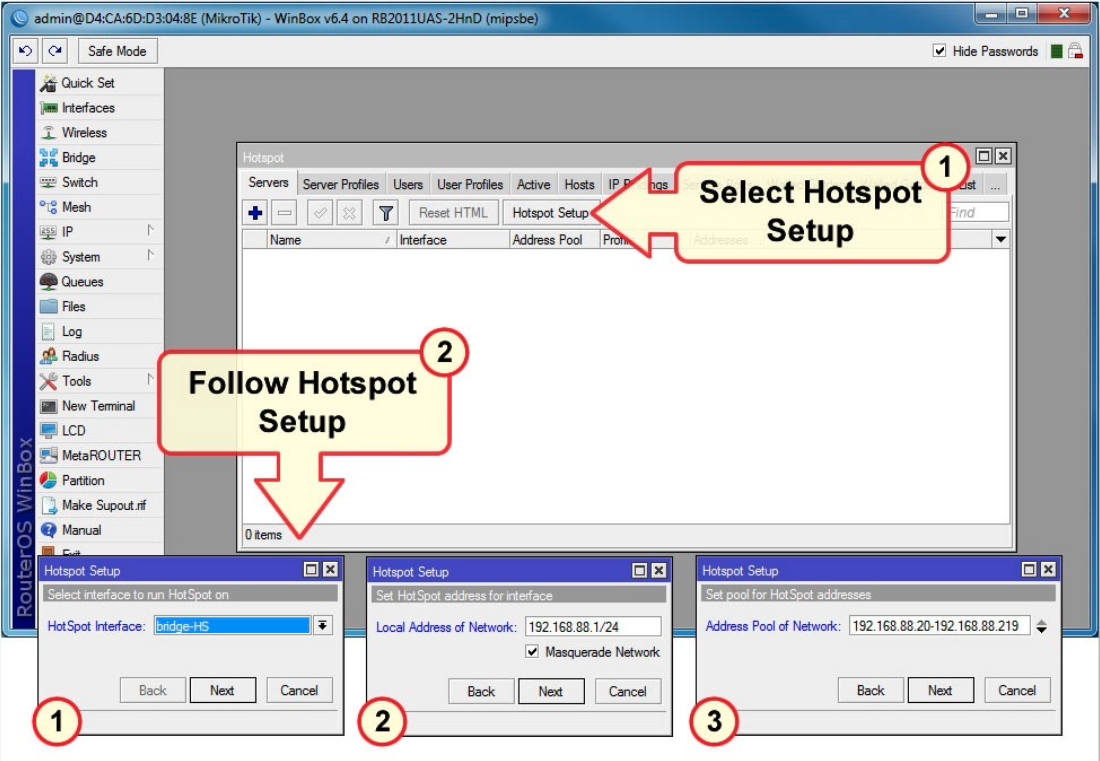 admin@D4:CA:6D:D3:04:8E (MikroTik) - WinBox v6.4 on RB2011UAS-2HnD (mipsbe)
Safe Mode
Hide Passwords
Quick Set
Interfaces
Wireless
Bridge
Switch
Mesh
IP
System
Queues
Files
Log
Radius
Tools
New Terminal
LCD
MetaROUTER
Partition
Make Supout.rif
Manual
Exit
RouterOS WinBox
Hotspot
Servers Server Profiles Users User Profiles Active Hosts IP Bindings
...
Reset HTML Hotspot Setup
Find
Name Interface Address Pool Profile Addresses
0 items
1
Select Hotspot
Setup
2
Follow Hotspot
Setup
Hotspot Setup
Select interface to run HotSpot on
HotSpot Interface: bridge-HS
Back Next Cancel
1
Hotspot Setup
Set HotSpot address for interface
Local Address of Network: 192.168.88.1/24
Masquerade Network
Back Next Cancel
2
Hotspot Setup
Set pool for HotSpot addresses
Address Pool of Network: 192.168.88.20-192.168.88.219
Back Next Cancel
3